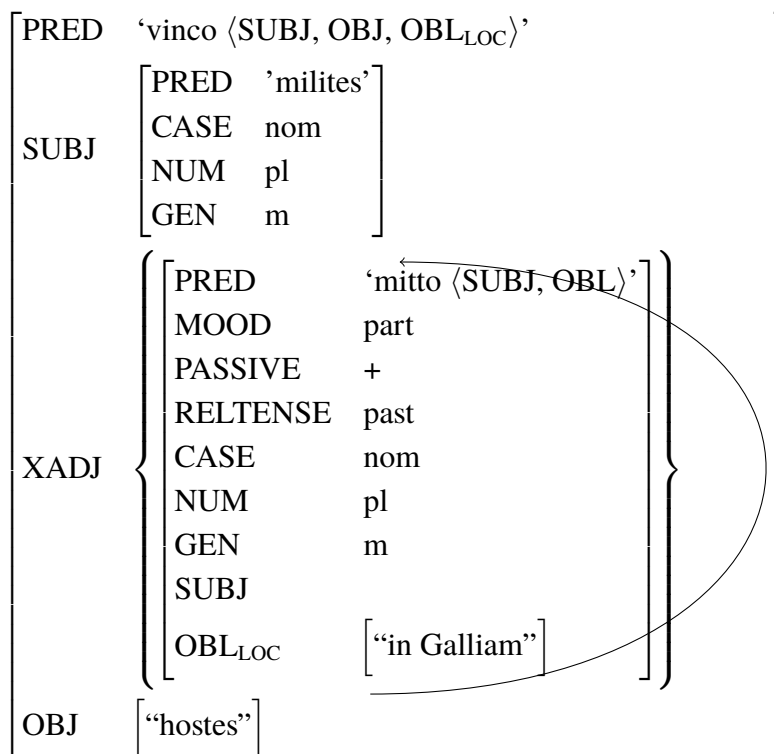 PRED ‘vinco ⟨SUBJ, OBJ, OBL_LOC⟩’
PRED ’milites’
CASE nom
SUBJ
NUM pl
GEN m
PRED ‘mitto ⟨SUBJ, OBL⟩’
MOOD part
PASSIVE +
RELTENSE past
XADJ CASE nom
NUM pl
GEN m
SUBJ
OBL_LOC “in Galliam”
OBJ “hostes”